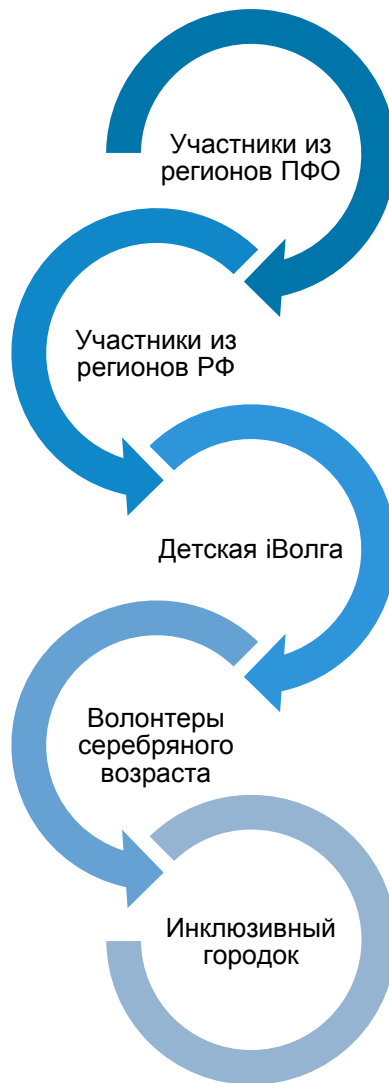 Участники из
регионов ПФО
Участники из
регионов РФ
Детская iВолга
Волонтеры
серебряного
возраста
Инклюзивный
городок